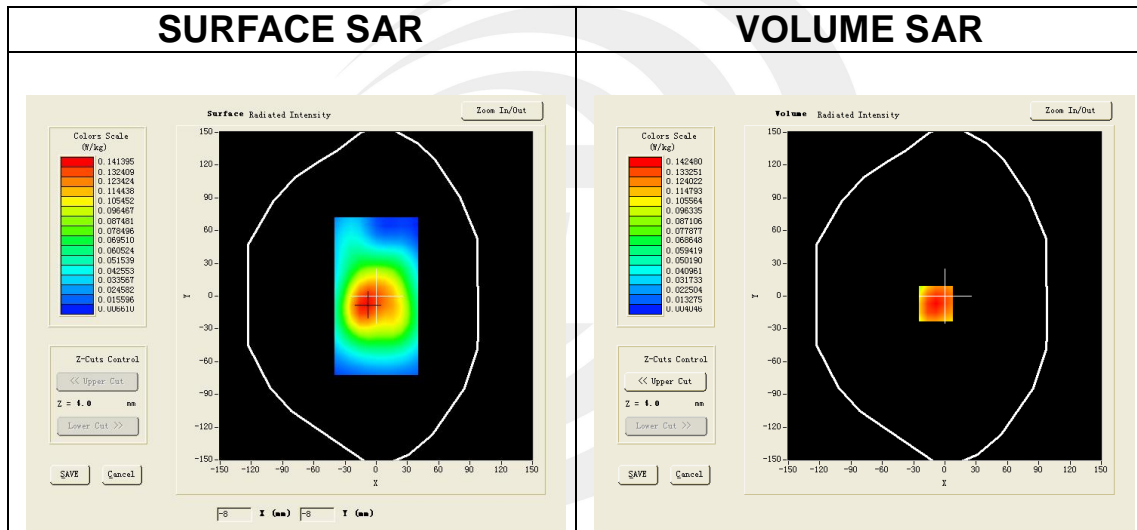 SURFACE SAR
VOLUME SAR
Surface Radiated Intensity
Zoom In/Out
Colors Scale
(W/kg)
0.141395
0.132409
0.123424
0.114438
0.105452
0.096467
0.087481
0.078496
0.069510
0.060524
0.051539
0.042553
0.033567
0.024582
0.015596
0.006610
150
120
90
60
30
0
-30
-60
-90
-120
-150
Y
-150 -120 -90 -60 -30 0 30 60 90 120 150
X
Z-Cuts Control
<< Upper Cut
Z = 4.0 mm
Lower Cut >>
SAVE Cancel
-8 X (mm) -8 Y (mm)
Volume Radiated Intensity
Zoom In/Out
Colors Scale
(W/kg)
0.142480
0.133251
0.124022
0.114793
0.105564
0.096335
0.087106
0.077877
0.068648
0.059419
0.050190
0.040961
0.031733
0.022504
0.013275
0.004046
150
120
90
60
30
0
-30
-60
-90
-120
-150
Y
-150 -120 -90 -60 -30 0 30 60 90 120 150
X
Z-Cuts Control
<< Upper Cut
Z = 4.0 mm
Lower Cut >>
SAVE Cancel